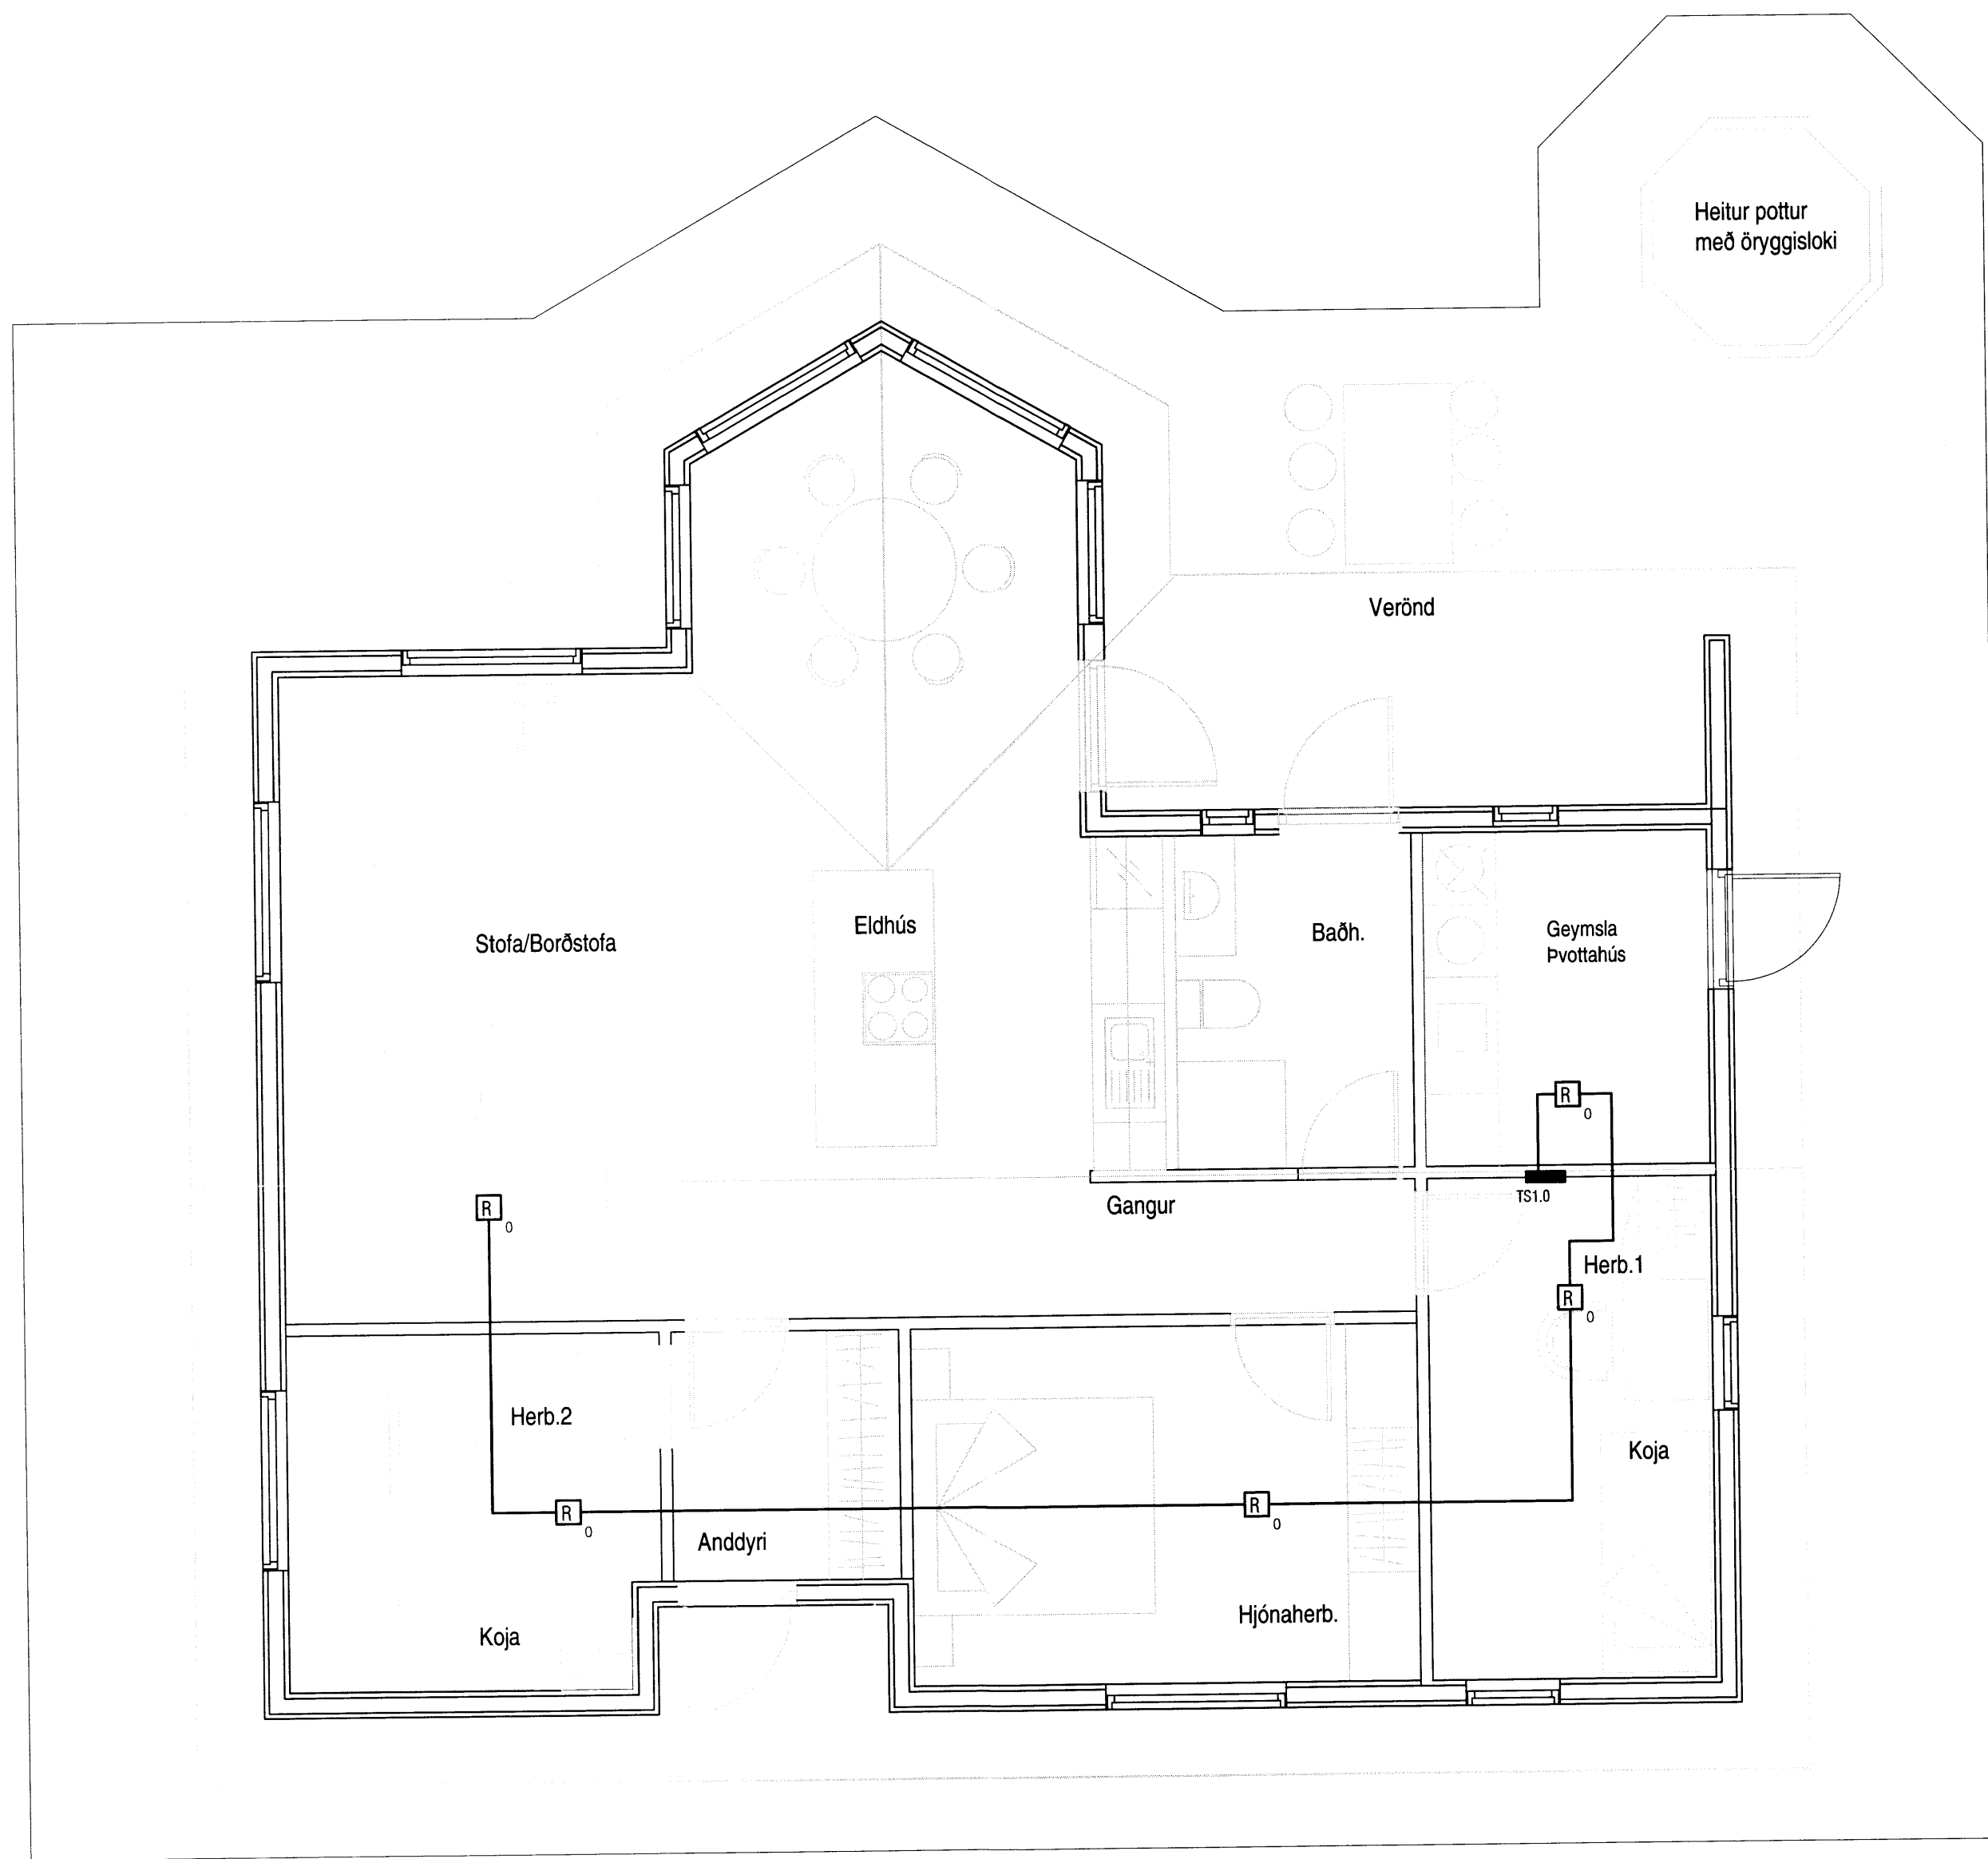 Heitur pottur
með öryggisloki
Verönd
Stofa/Borðstofa
Eldhús
Baðh.
Geymsla
Þvottahús
R
0
TS1.0
Gangur
R
0
Herb.1
R
0
Herb.2
Koja
R
0
R
0
Anddyri
Hjónaherb.
Koja